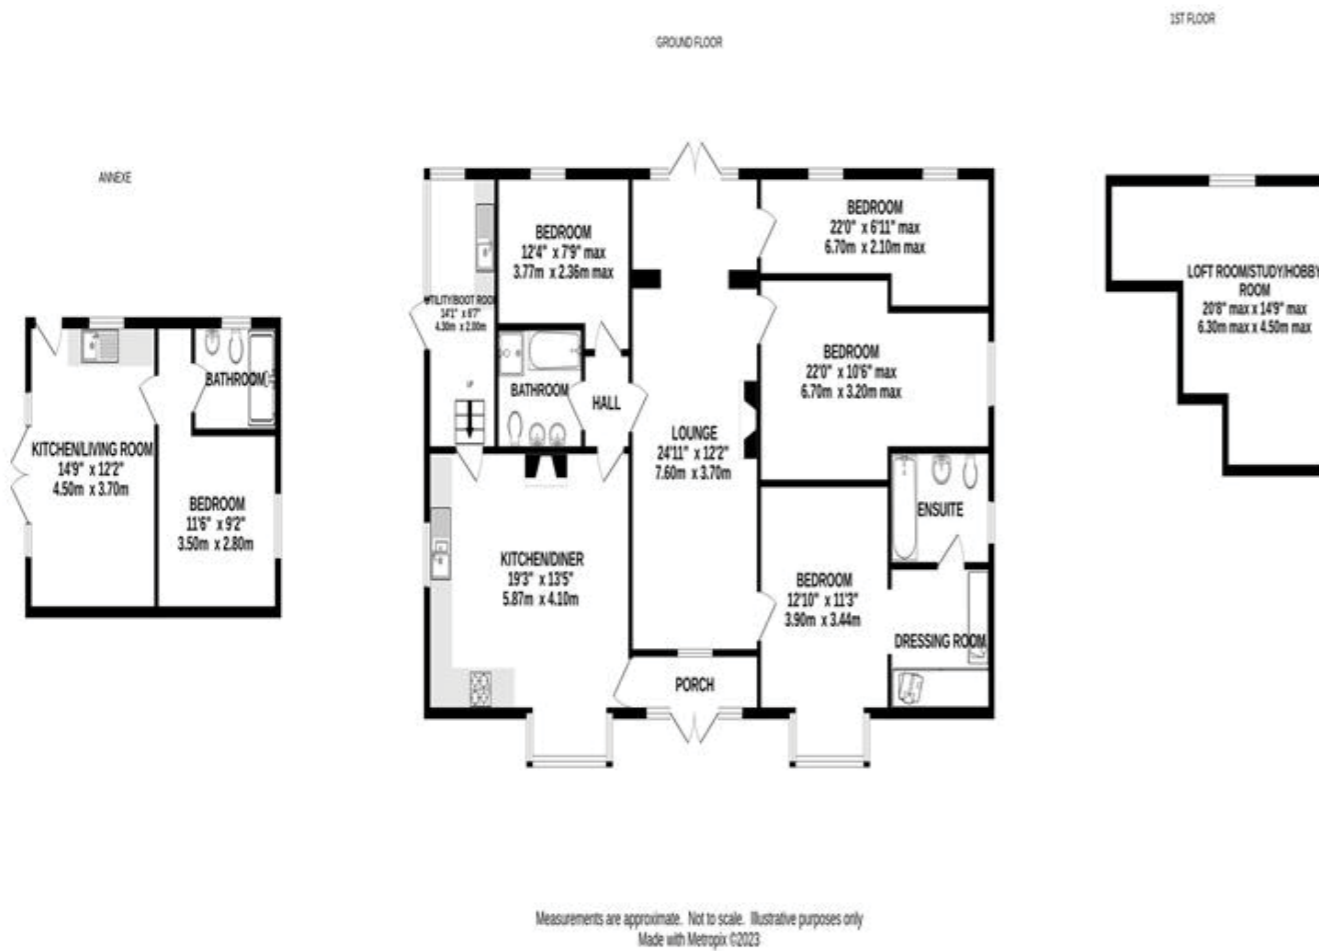 1ST FLOOR
GROUND FLOOR
ANNEXE
BATHROOM
KITCHEN/LIVING ROOM
14'9" x 12'2"
4.50m x 3.70m
BEDROOM
11'6" x 9'2"
3.50m x 2.80m
BEDROOM
12'4" x 7'9" max
3.77m x 2.36m max
UTILITY/BOOT ROOM
14'1" x 6'7"
4.30m x 2.00m
UP
BATHROOM
HALL
KITCHEN/DINER
19'3" x 13'5"
5.87m x 4.10m
LOUNGE
24'11" x 12'2"
7.60m x 3.70m
PORCH
BEDROOM
22'0" x 6'11" max
6.70m x 2.10m max
BEDROOM
22'0" x 10'6" max
6.70m x 3.20m max
ENSUITE
BEDROOM
12'10" x 11'3"
3.90m x 3.44m
DRESSING ROOM
LOFT ROOM/STUDY/HOBBY
ROOM
20'8" max x 14'9" max
6.30m max x 4.50m max
Measurements are approximate. Not to scale. Illustrative purposes only
Made with Metropix ©2023